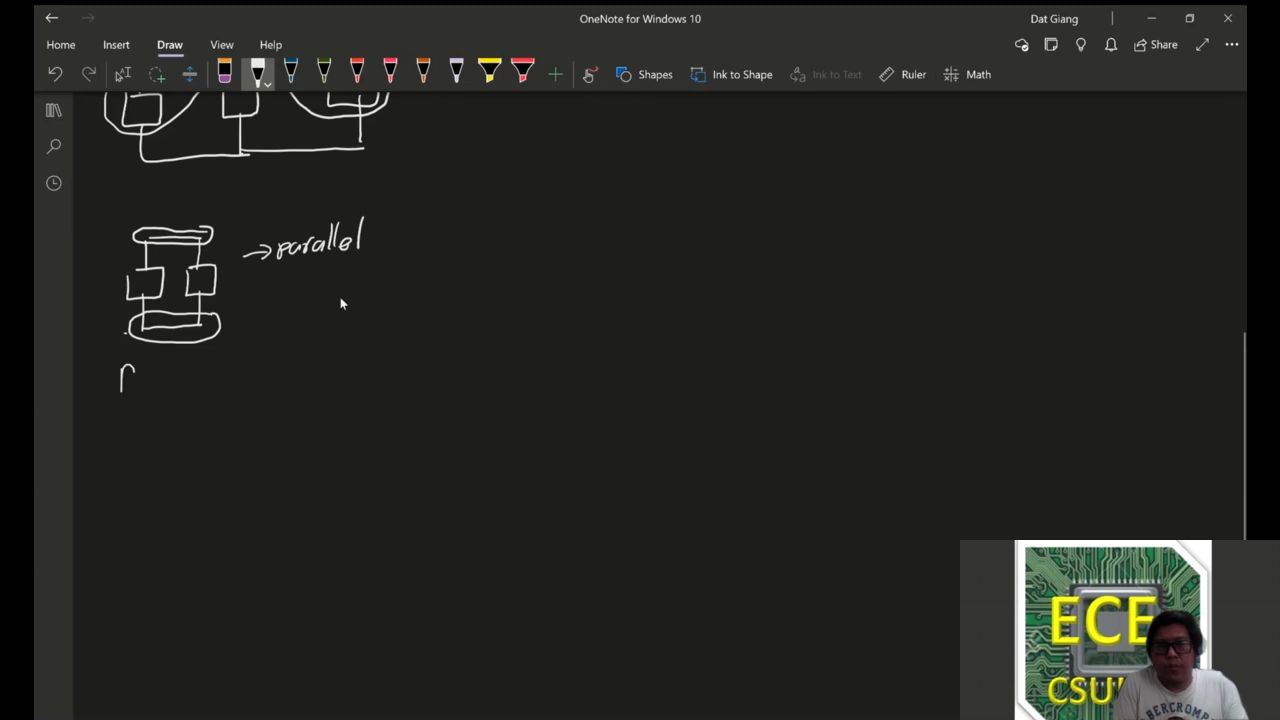 OneNote for Windows 10
Dat Giang
Home Insert Draw View Help
Share
Shapes Ink to Shape Ink to Text Ruler Math
→parallel
ECE
ABERCROM